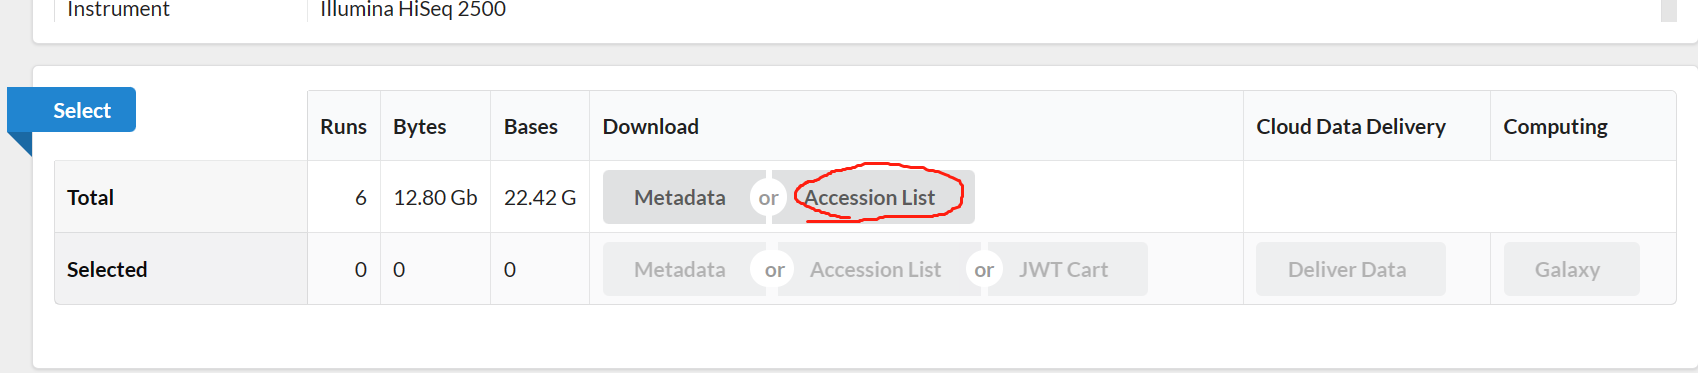 Instrument Illumina HiSeq 2500
Select
Runs Bytes Bases Download Cloud Data Delivery Computing
Total 6 12.80 Gb 22.42 G Metadata or Accession List
Selected 0 0 0 Metadata or Accession List or JWT Cart Deliver Data Galaxy